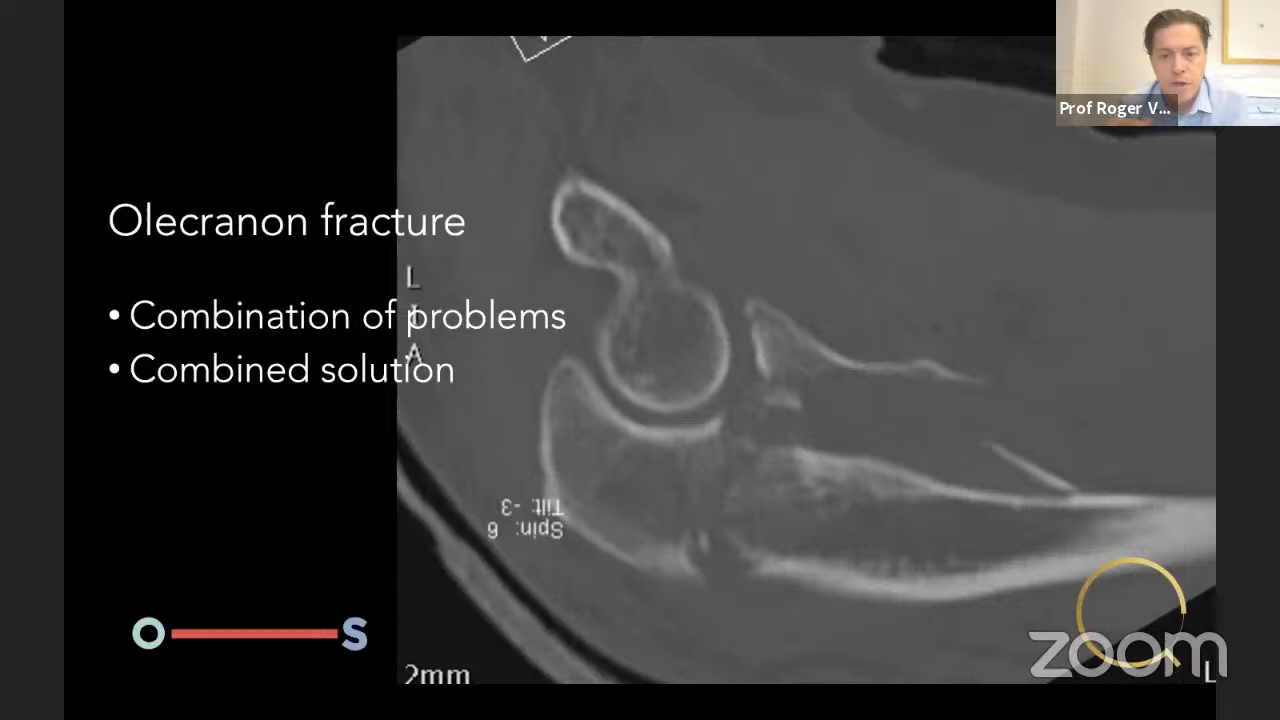 Prof Roger V...
Olecranon fracture
• Combination of problems
• Combined solution
L
A
Tilt: -3
Spin: 6
O S
2mm
zoom
L